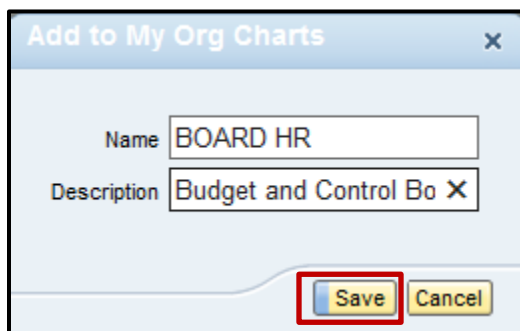 Add to My Org Charts
Name BOARD HR
Description Budget and Control Bo
Save Cancel